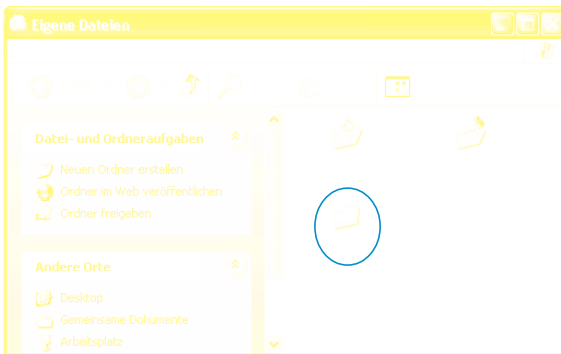 Eigene Dateien
Datei- und Ordneraufgaben
Neuen Ordner erstellen
Ordner im Web veröffentlichen
Ordner freigeben
Andere Orte
Desktop
Gemeinsame Dokumente
Arbeitsplatz